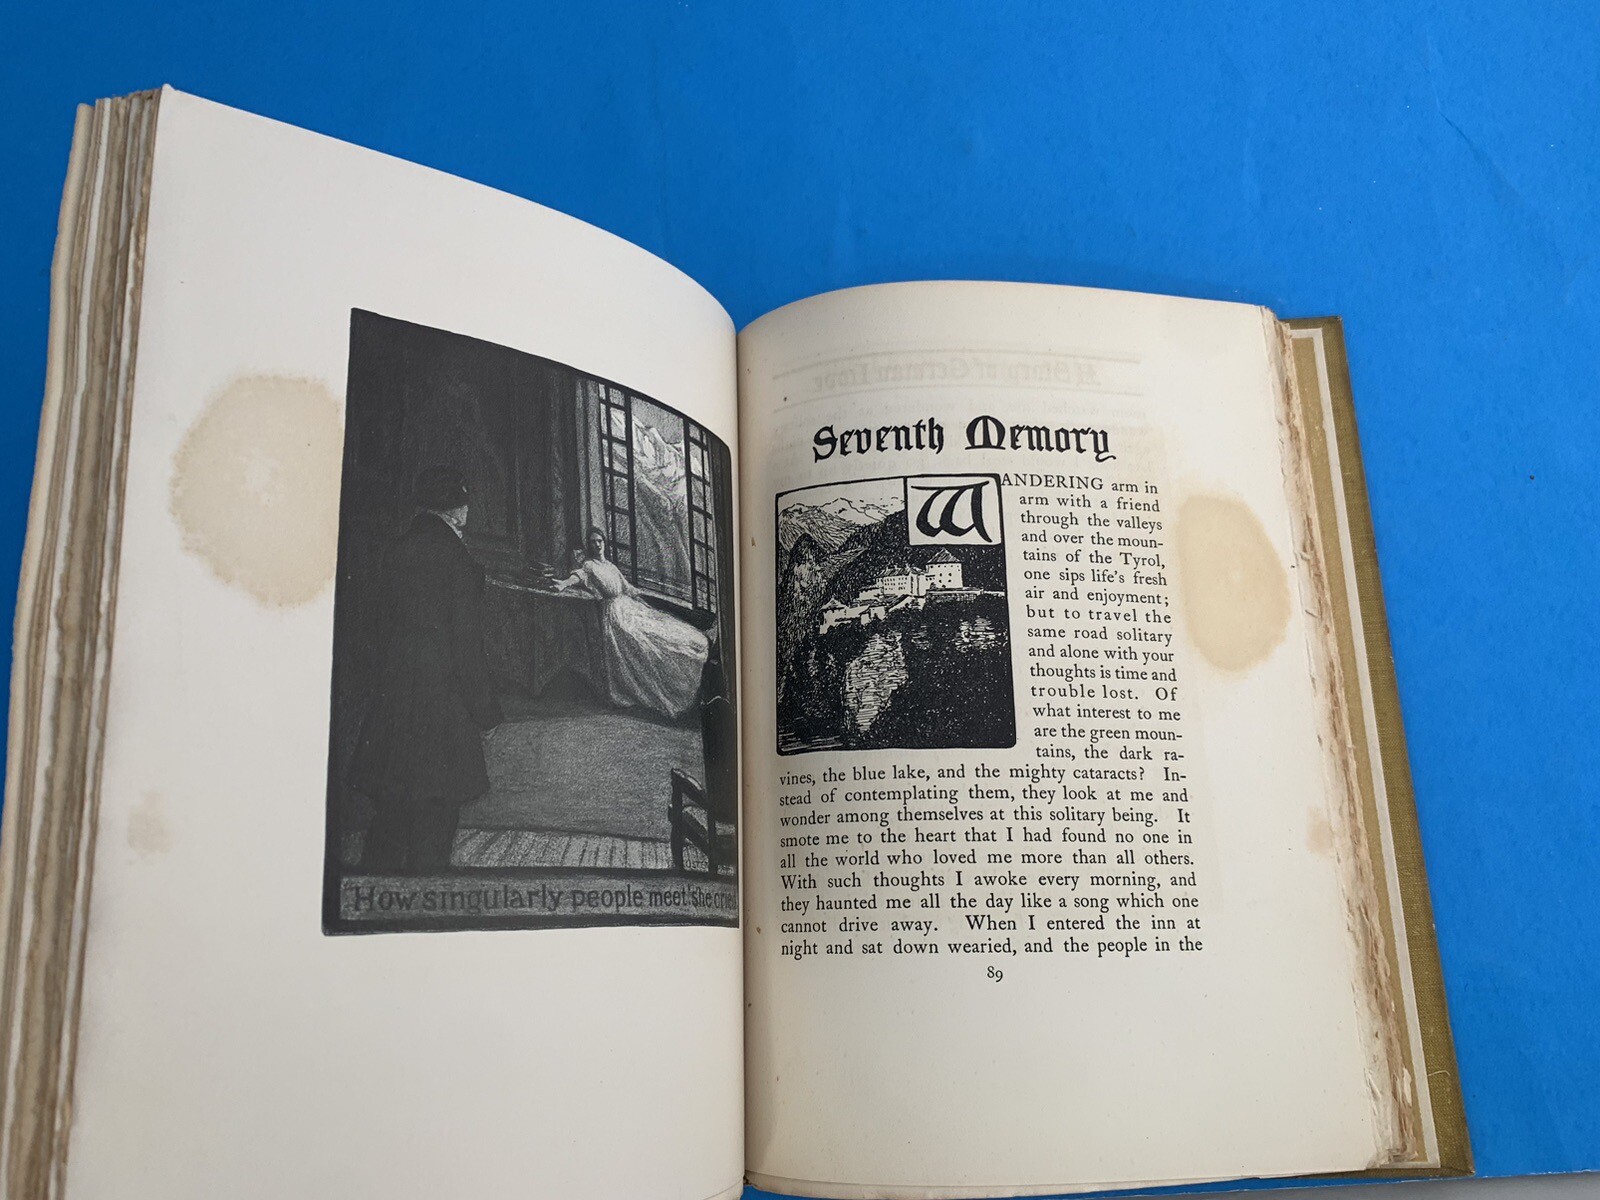 "How singularly people meet!" she cried
A Story of German Love
Seventh Memory
WANDERING arm in
arm with a friend
through the valleys
and over the moun-
tains of the Tyrol,
one sips life's fresh
air and enjoyment;
but to travel the
same road solitary
and alone with your
thoughts is time and
trouble lost. Of
what interest to me
are the green moun-
tains, the dark ra-
vines, the blue lake, and the mighty cataracts? In-
stead of contemplating them, they look at me and
wonder among themselves at this solitary being. It
smote me to the heart that I had found no one in
all the world who loved me more than all others.
With such thoughts I awoke every morning, and
they haunted me all the day like a song which one
cannot drive away. When I entered the inn at
night and sat down wearied, and the people in the
89